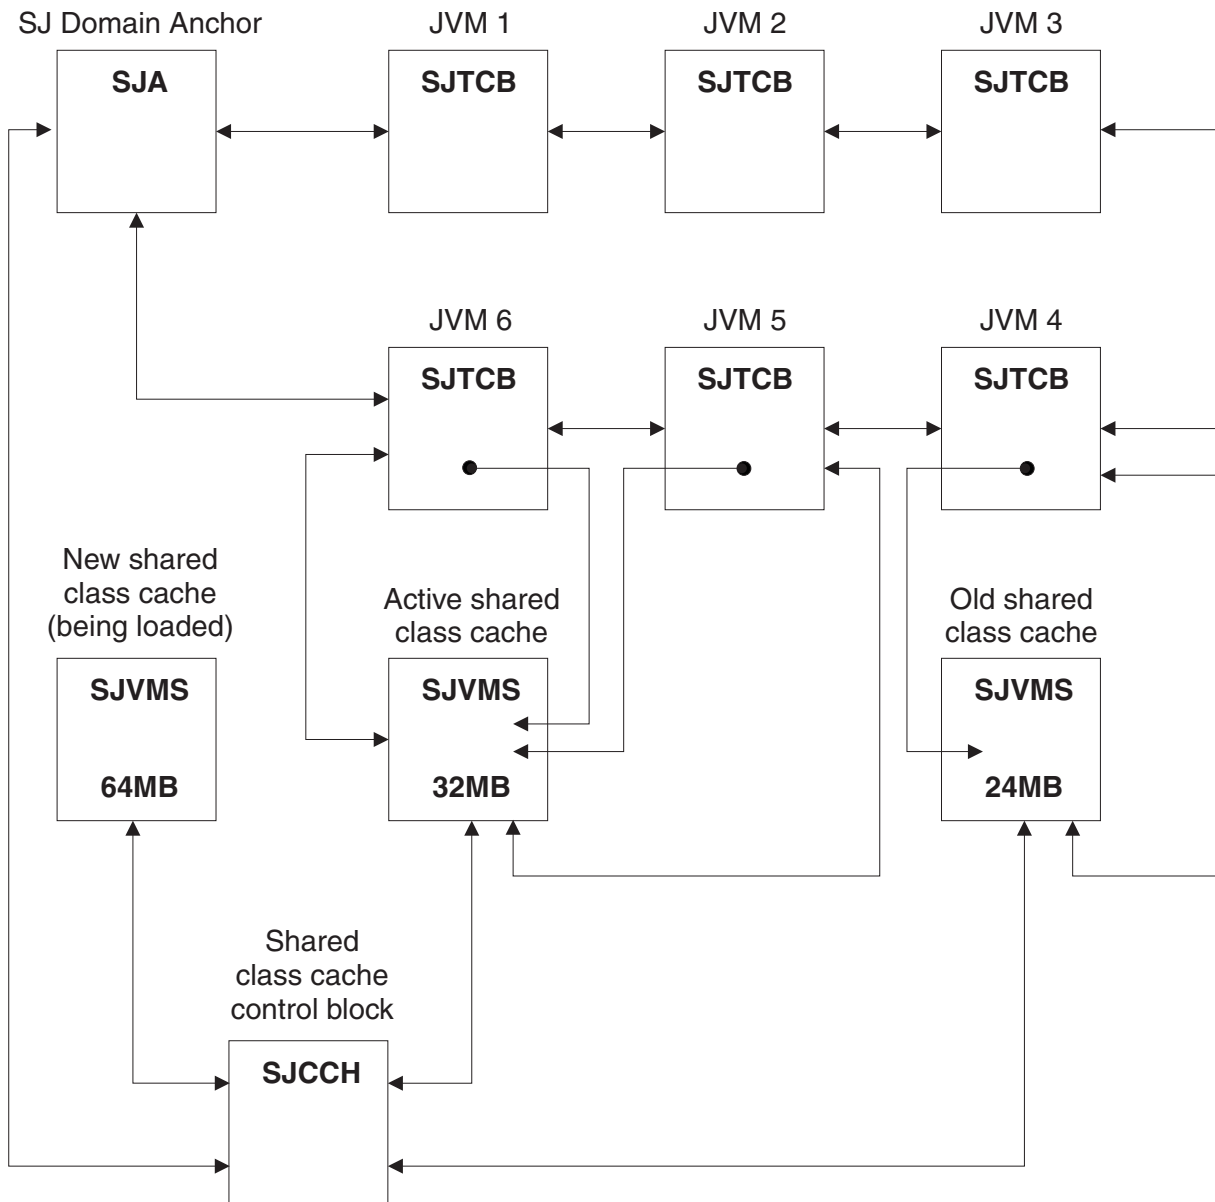 SJ Domain Anchor
JVM 1
JVM 2
JVM 3
SJA
SJTCB
SJTCB
SJTCB
JVM 6
JVM 5
JVM 4
SJTCB
SJTCB
SJTCB
New shared
class cache
(being loaded)
Active shared
class cache
Old shared
class cache
SJVMS
64MB
SJVMS
32MB
SJVMS
24MB
Shared
class cache
control block
SJCCH